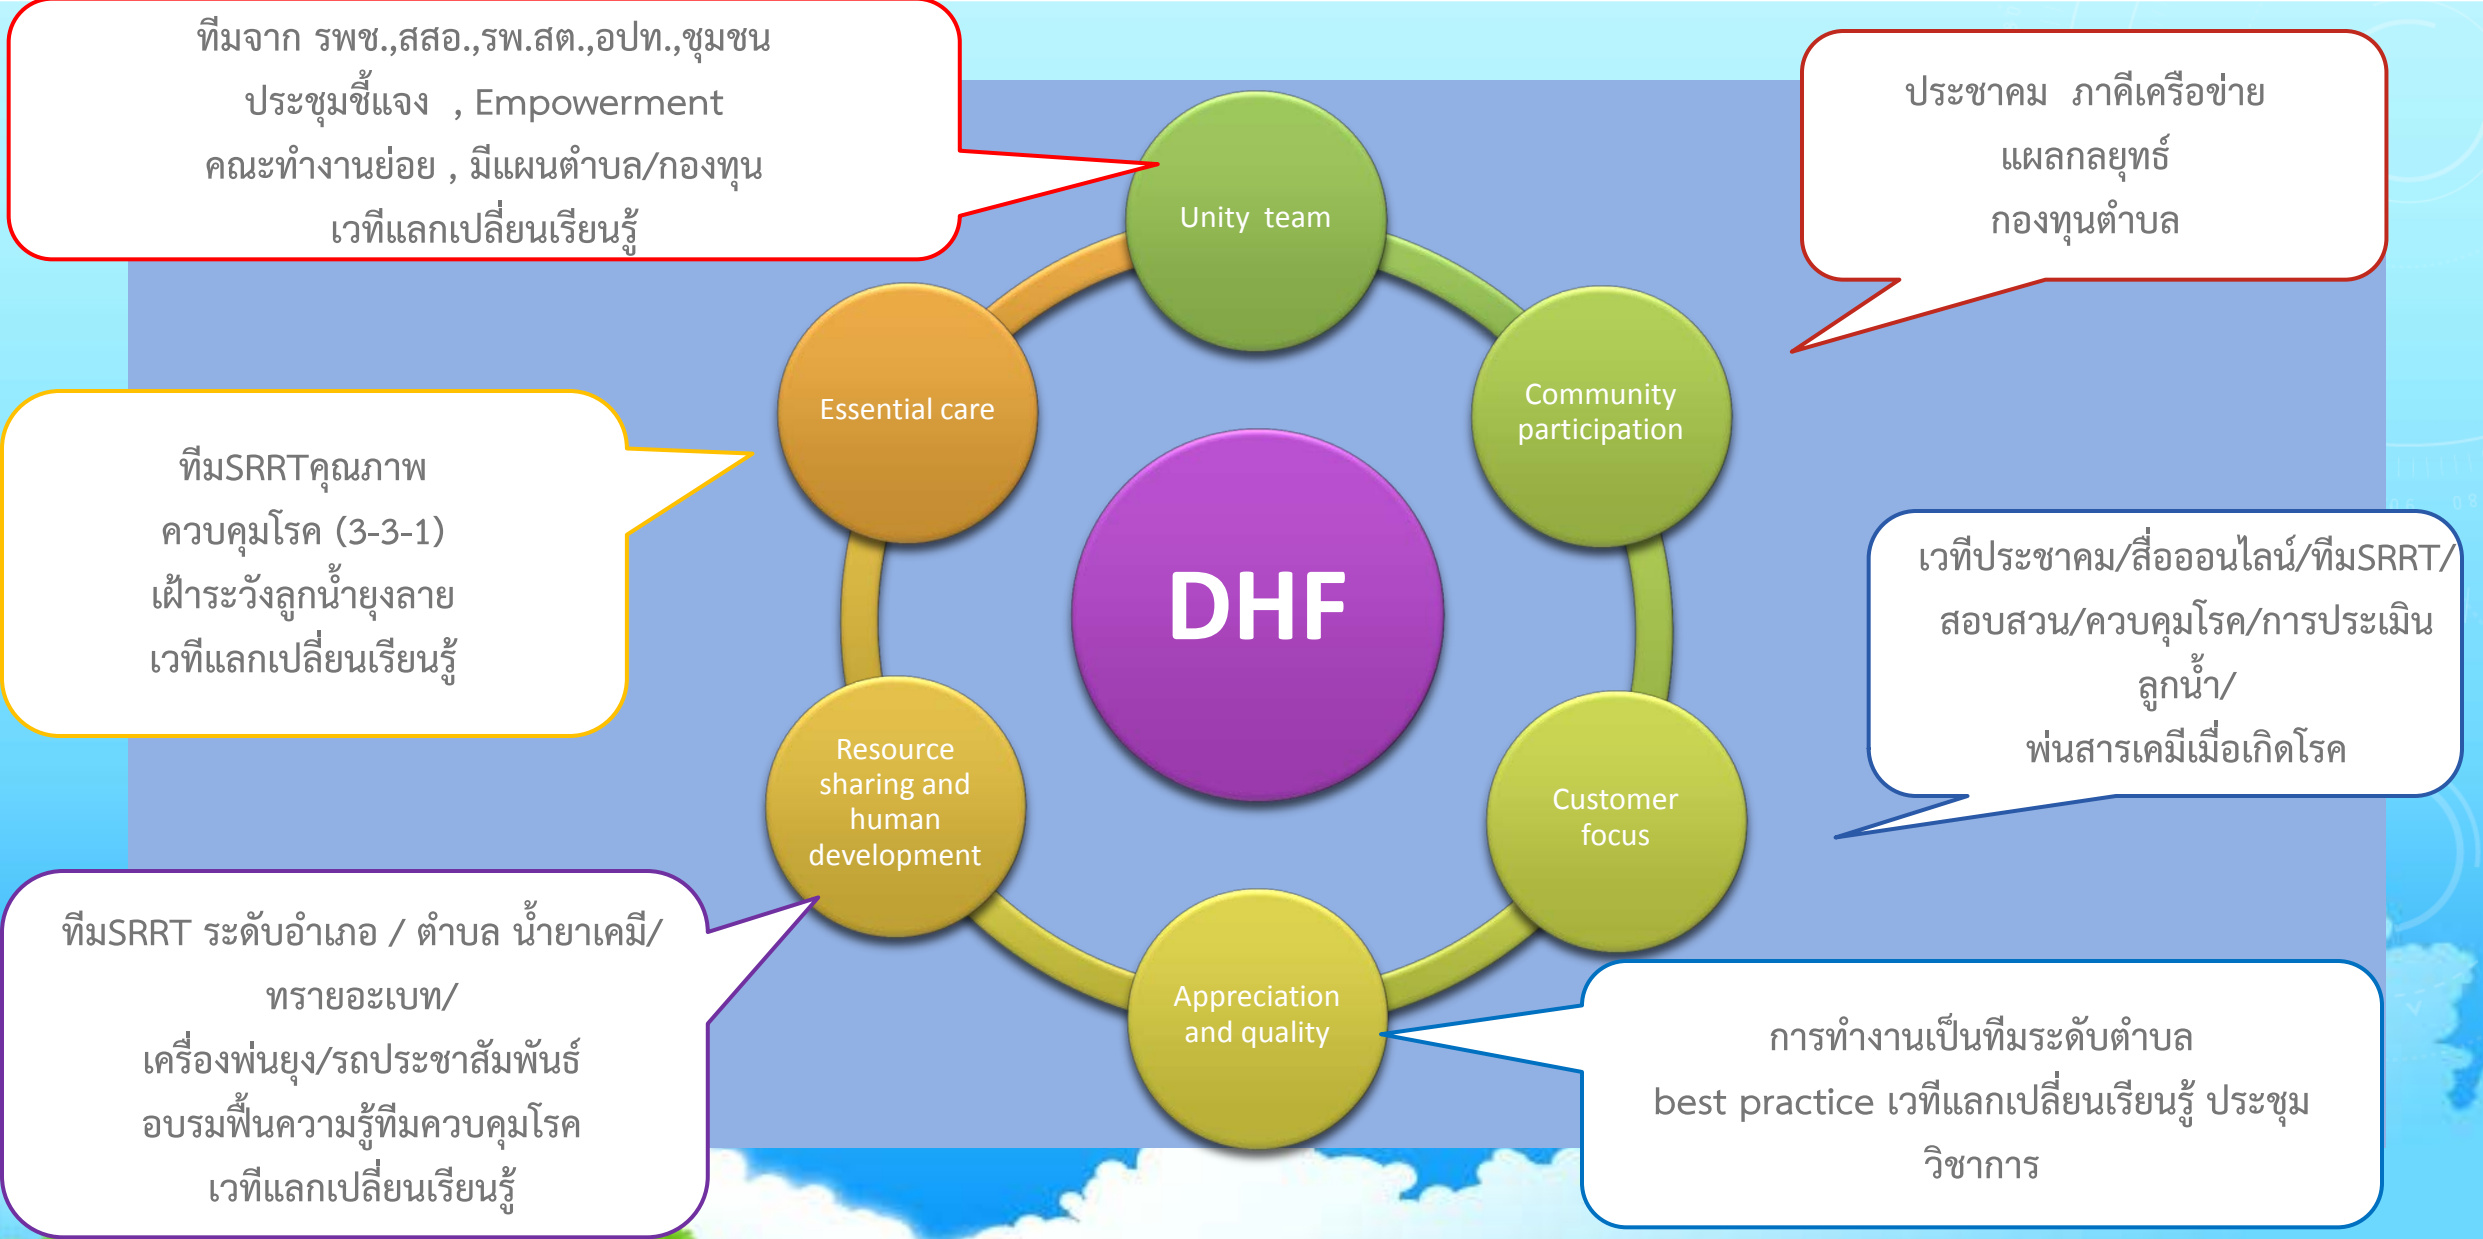 ทีมจาก รพช.,สสอ.,รพ.สต.,อปท.,ชุมชน
ประชุมชี้แจง , Empowerment
คณะทำงานย่อย , มีแผนตำบล/กองทุน
เวทีแลกเปลี่ยนเรียนรู้
ประชาคม ภาคีเครือข่าย
แผลกลยุทธ์
กองทุนตำบล
Unity team
Essential care
Community
participation
ทีมSRRTคุณภาพ
ควบคุมโรค (3-3-1)
เฝ้าระวังลูกน้ำยุงลาย
เวทีแลกเปลี่ยนเรียนรู้
DHF
เวทีประชาคม/สื่อออนไลน์/ทีมSRRT/
สอบสวน/ควบคุมโรค/การประเมิน
ลูกน้ำ/
พ่นสารเคมีเมื่อเกิดโรค
Resource
sharing and
human
development
Customer
focus
ทีมSRRT ระดับอำเภอ / ตำบล น้ำยาเคมี/
ทรายอะเบท/
เครื่องพ่นยุง/รถประชาสัมพันธ์
อบรมฟื้นความรู้ทีมควบคุมโรค
เวทีแลกเปลี่ยนเรียนรู้
Appreciation
and quality
การทำงานเป็นทีมระดับตำบล
best practice เวทีแลกเปลี่ยนเรียนรู้ ประชุม
วิชาการ